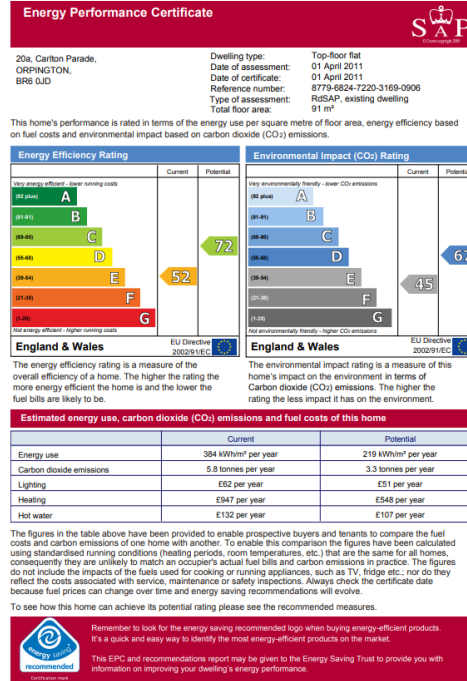 Energy Performance Certificate
SAP
20a, Carlton Parade,
ORPINGTON,
BR6 0JD
Dwelling type: Top-floor flat
Date of assessment: 01 April 2011
Date of certificate: 01 April 2011
Reference number: 8779-6824-7220-3169-0906
Type of assessment: RdSAP, existing dwelling
Total floor area: 91 m²
This home's performance is rated in terms of the energy use per square metre of floor area, energy efficiency based
on fuel costs and environmental impact based on carbon dioxide (CO₂) emissions.
Energy Efficiency Rating
Current Potential
Very energy efficient - lower running costs
(92 plus) A
(81-91) B
(69-80) C
(55-68) D
(39-54) E
(21-38) F
(1-20) G
52
72
Not energy efficient - higher running costs
England & Wales
EU Directive
2002/91/EC
Environmental Impact (CO₂) Rating
Current Potential
Very environmentally friendly - lower CO₂ emissions
(92 plus) A
(81-91) B
(69-80) C
(55-68) D
(39-54) E
(21-38) F
(1-20) G
45
67
Not environmentally friendly - higher CO₂ emissions
England & Wales
EU Directive
2002/91/E
The energy efficiency rating is a measure of the
overall efficiency of a home. The higher the rating the
more energy efficient the home is and the lower the
fuel bills are likely to be.
The environmental impact rating is a measure of this
home's impact on the environment in terms of
Carbon dioxide (CO₂) emissions. The higher the
rating the less impact it has on the environment.
Estimated energy use, carbon dioxide (CO₂) emissions and fuel costs of this home
Current Potential
Energy use 384 kWh/m² per year 219 kWh/m² per year
Carbon dioxide emissions 5.8 tonnes per year 3.3 tonnes per year
Lighting £62 per year £51 per year
Heating £947 per year £548 per year
Hot water £132 per year £107 per year
The figures in the table above have been provided to enable prospective buyers and tenants to compare the fuel
costs and carbon emissions of one home with another. To enable this comparison the figures have been calculated
using standardised running conditions (heating periods, room temperatures, etc.) that are the same for all homes,
consequently they are unlikely to match an occupier's actual fuel bills and carbon emissions in practice. The figures
do not include the impacts of the fuels used for cooking or running appliances, such as TV, fridge etc.; nor do they
reflect the costs associated with service, maintenance or safety inspections. Always check the certificate date
because fuel prices can change over time and energy saving recommendations will evolve.
To see how this home can achieve its potential rating please see the recommended measures.
energy saving
recommended
Certification mark
Remember to look for the energy saving recommended logo when buying energy-efficient products.
It's a quick and easy way to identify the most energy-efficient products on the market.
This EPC and recommendations report may be given to the Energy Saving Trust to provide you with
information on improving your dwelling's energy performance.